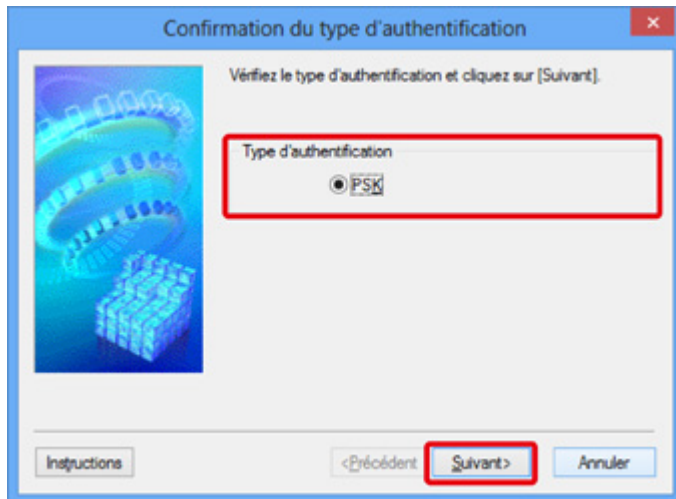 Confirmation du type d'authentification
Vérifiez le type d'authentification et cliquez sur [Suivant].
Type d'authentification
PSK
Instructions <Précédent Suivant> Annuler